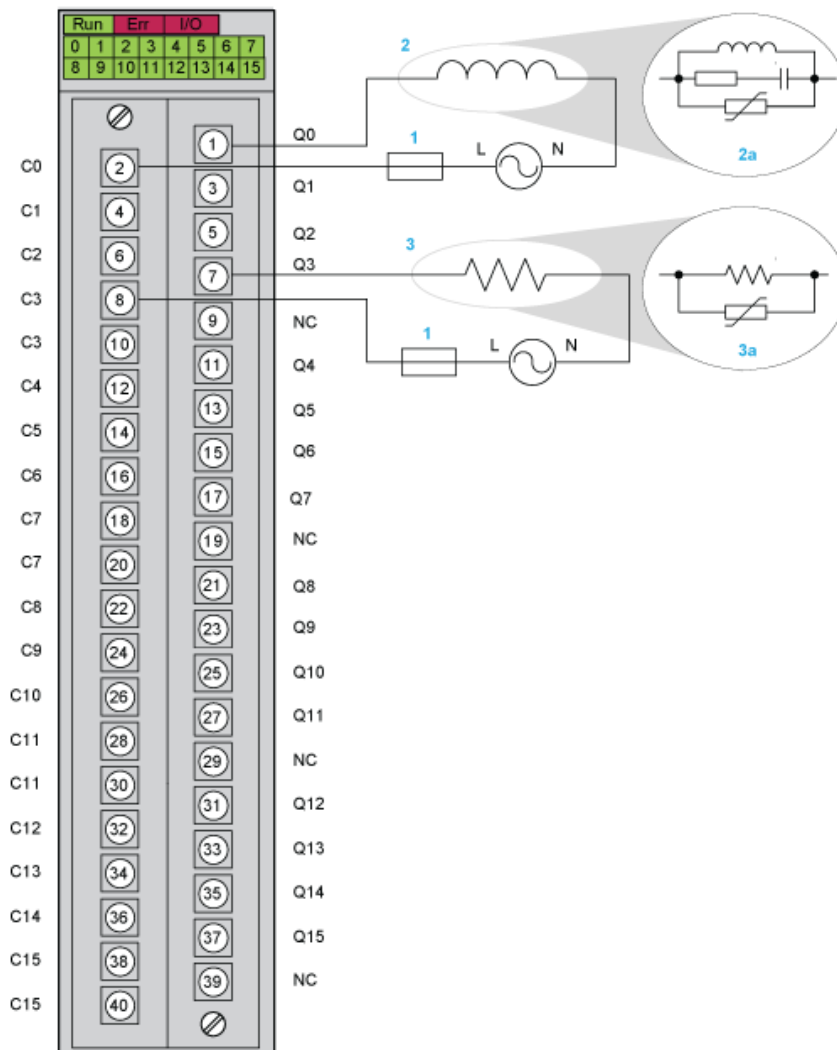 Run Err I/O
0 1 2 3 4 5 6 7
8 9 10 11 12 13 14 15
2
1 Q0
1
L N
2a
C0 2
3 Q1
C1 4
5 Q2
C2 6
7 Q3
3
C3 8
9 NC
1
L N
3a
C3 10
11 Q4
C4 12
13 Q5
C5 14
15 Q6
C6 16
17 Q7
C7 18
19 NC
C7 20
21 Q8
C8 22
23 Q9
C9 24
25 Q10
C10 26
27 Q11
C11 28
29 NC
C11 30
31 Q12
C12 32
33 Q13
C13 34
35 Q14
C14 36
37 Q15
C15 38
39 NC
C15 40